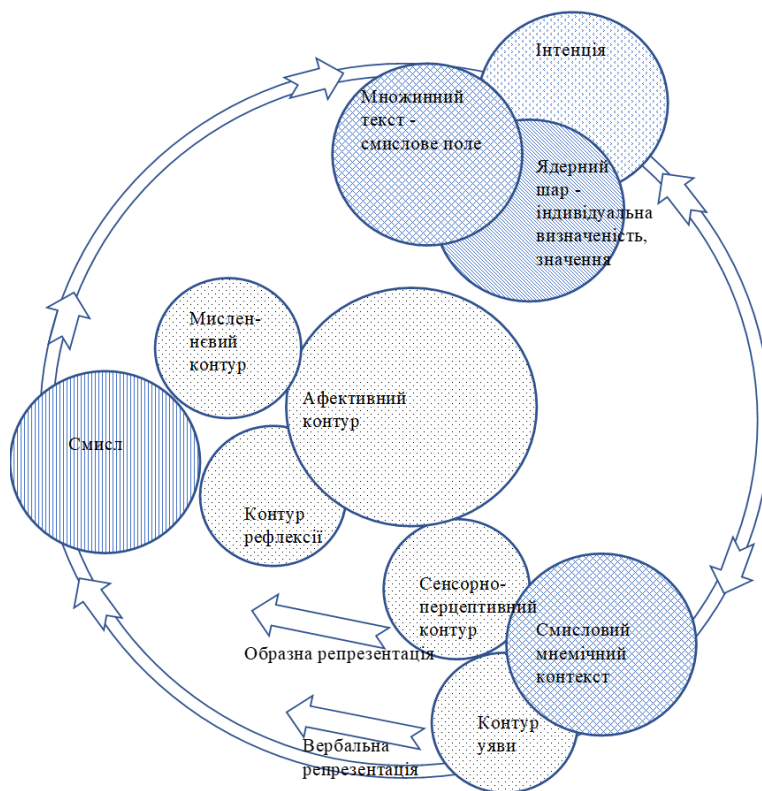 Інтенція
Множинний
текст -
смислове поле
Ядерний
шар -
індивідуальна
визначеність,
значення
Мислен-
нєвий
контур
Афективний
контур
Смисл
Контур
рефлексії
Сенсорно-
перцептивний
контур
Смисловий
мнемічний
контекст
Образна репрезентація
Контур
уяви
Вербальна
репрезентація